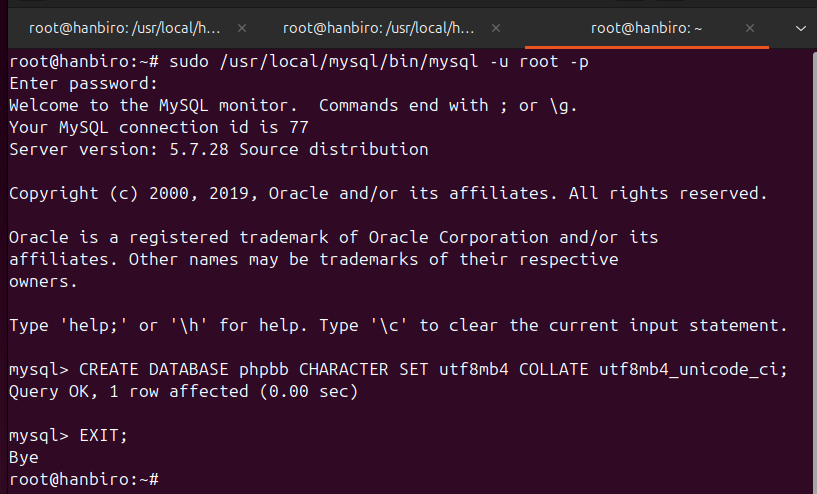 root@hanbiro: /usr/local/h...
root@hanbiro: /usr/local/h...
root@hanbiro: ~
root@hanbiro:~# sudo /usr/local/mysql/bin/mysql -u root -p
Enter password:
Welcome to the MySQL monitor.  Commands end with ; or \g.
Your MySQL connection id is 77
Server version: 5.7.28 Source distribution
Copyright (c) 2000, 2019, Oracle and/or its affiliates. All rights reserved.
Oracle is a registered trademark of Oracle Corporation and/or its
affiliates. Other names may be trademarks of their respective
owners.
Type 'help;' or '\h' for help. Type '\c' to clear the current input statement.
mysql> CREATE DATABASE phpbb CHARACTER SET utf8mb4 COLLATE utf8mb4_unicode_ci;
Query OK, 1 row affected (0.00 sec)
mysql> EXIT;
Bye
root@hanbiro:~#